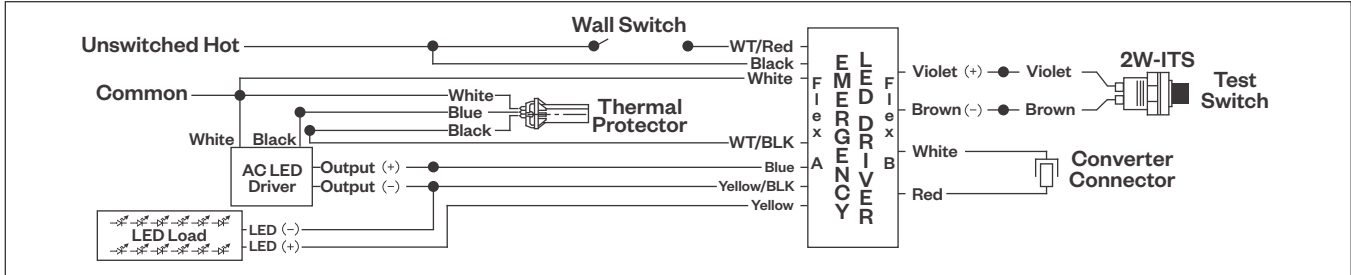 Unswitched Hot
Wall Switch
WT/Red
Black
White
Common
White
Blue
Black
Thermal
Protector
White
Black
WT/BLK
AC LED
Driver
Output (+)
Output (-)
Blue
Yellow/BLK
Yellow
LED Load
LED (-)
LED (+)
Flex A
EMERGENCY
LED DRIVER
Flex B
Violet (+)
Violet
Brown (-)
Brown
2W-ITS
Test
Switch
White
Red
Converter
Connector